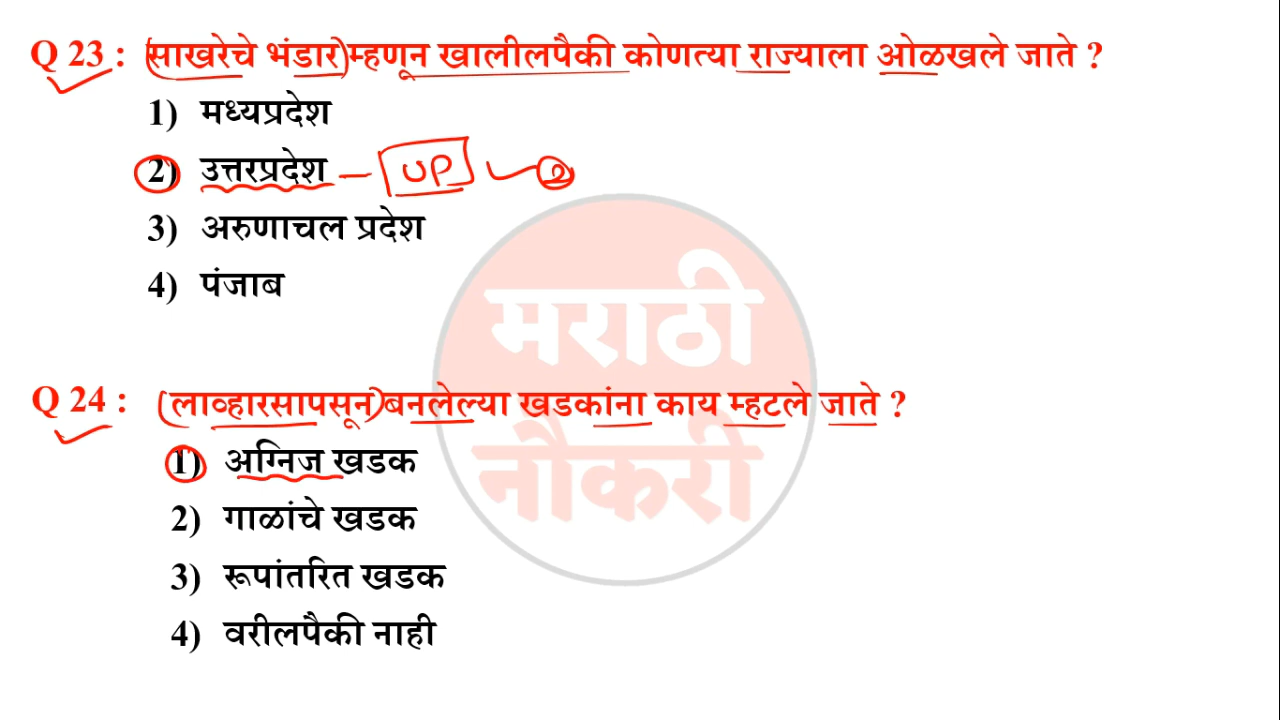 Q 23 : (साखरेचे भंडार) म्हणून खालीलपैकी कोणत्या राज्याला ओळखले जाते ?
1) मध्यप्रदेश
2) उत्तरप्रदेश – UP 2
3) अरुणाचल प्रदेश
4) पंजाब
मराठी
नौकरी
Q 24 : (लाव्हारसापसून) बनलेल्या खडकांना काय म्हटले जाते ?
1) अग्निज खडक
2) गाळांचे खडक
3) रूपांतरित खडक
4) वरीलपैकी नाही